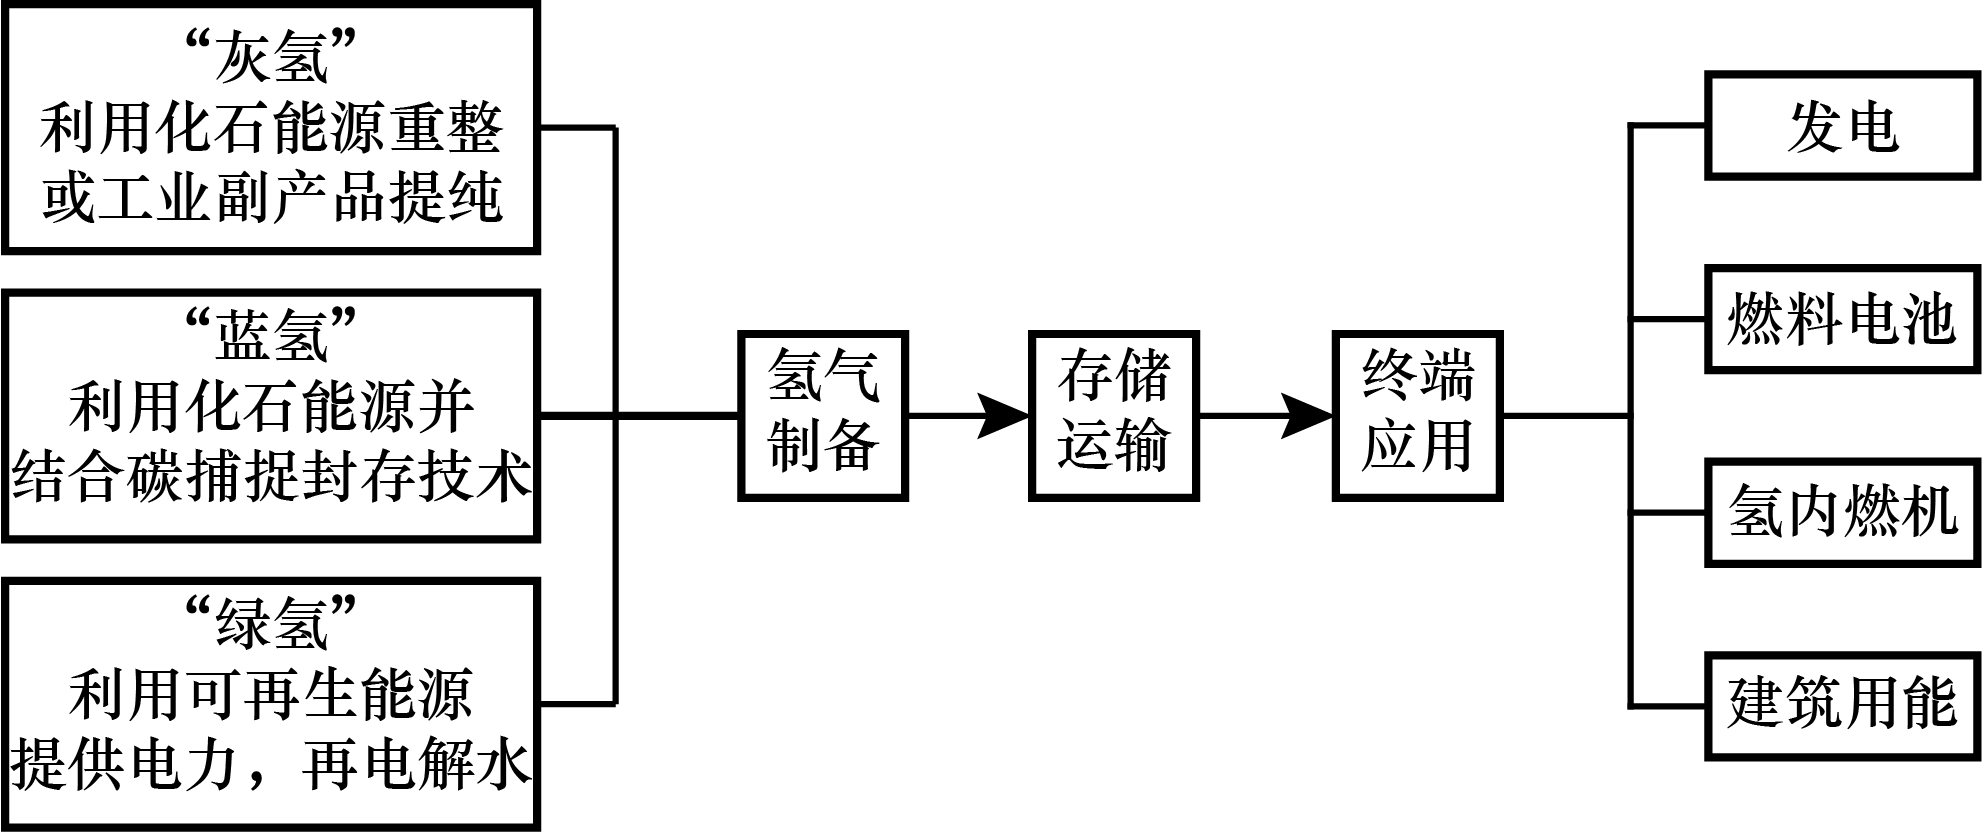 “灰氢”
利用化石能源重整
或工业副产品提纯
“蓝氢”
利用化石能源并
结合碳捕捉封存技术
“绿氢”
利用可再生能源
提供电力，再电解水
氢气
制备
存储
运输
终端
应用
发电
燃料电池
氢内燃机
建筑用能